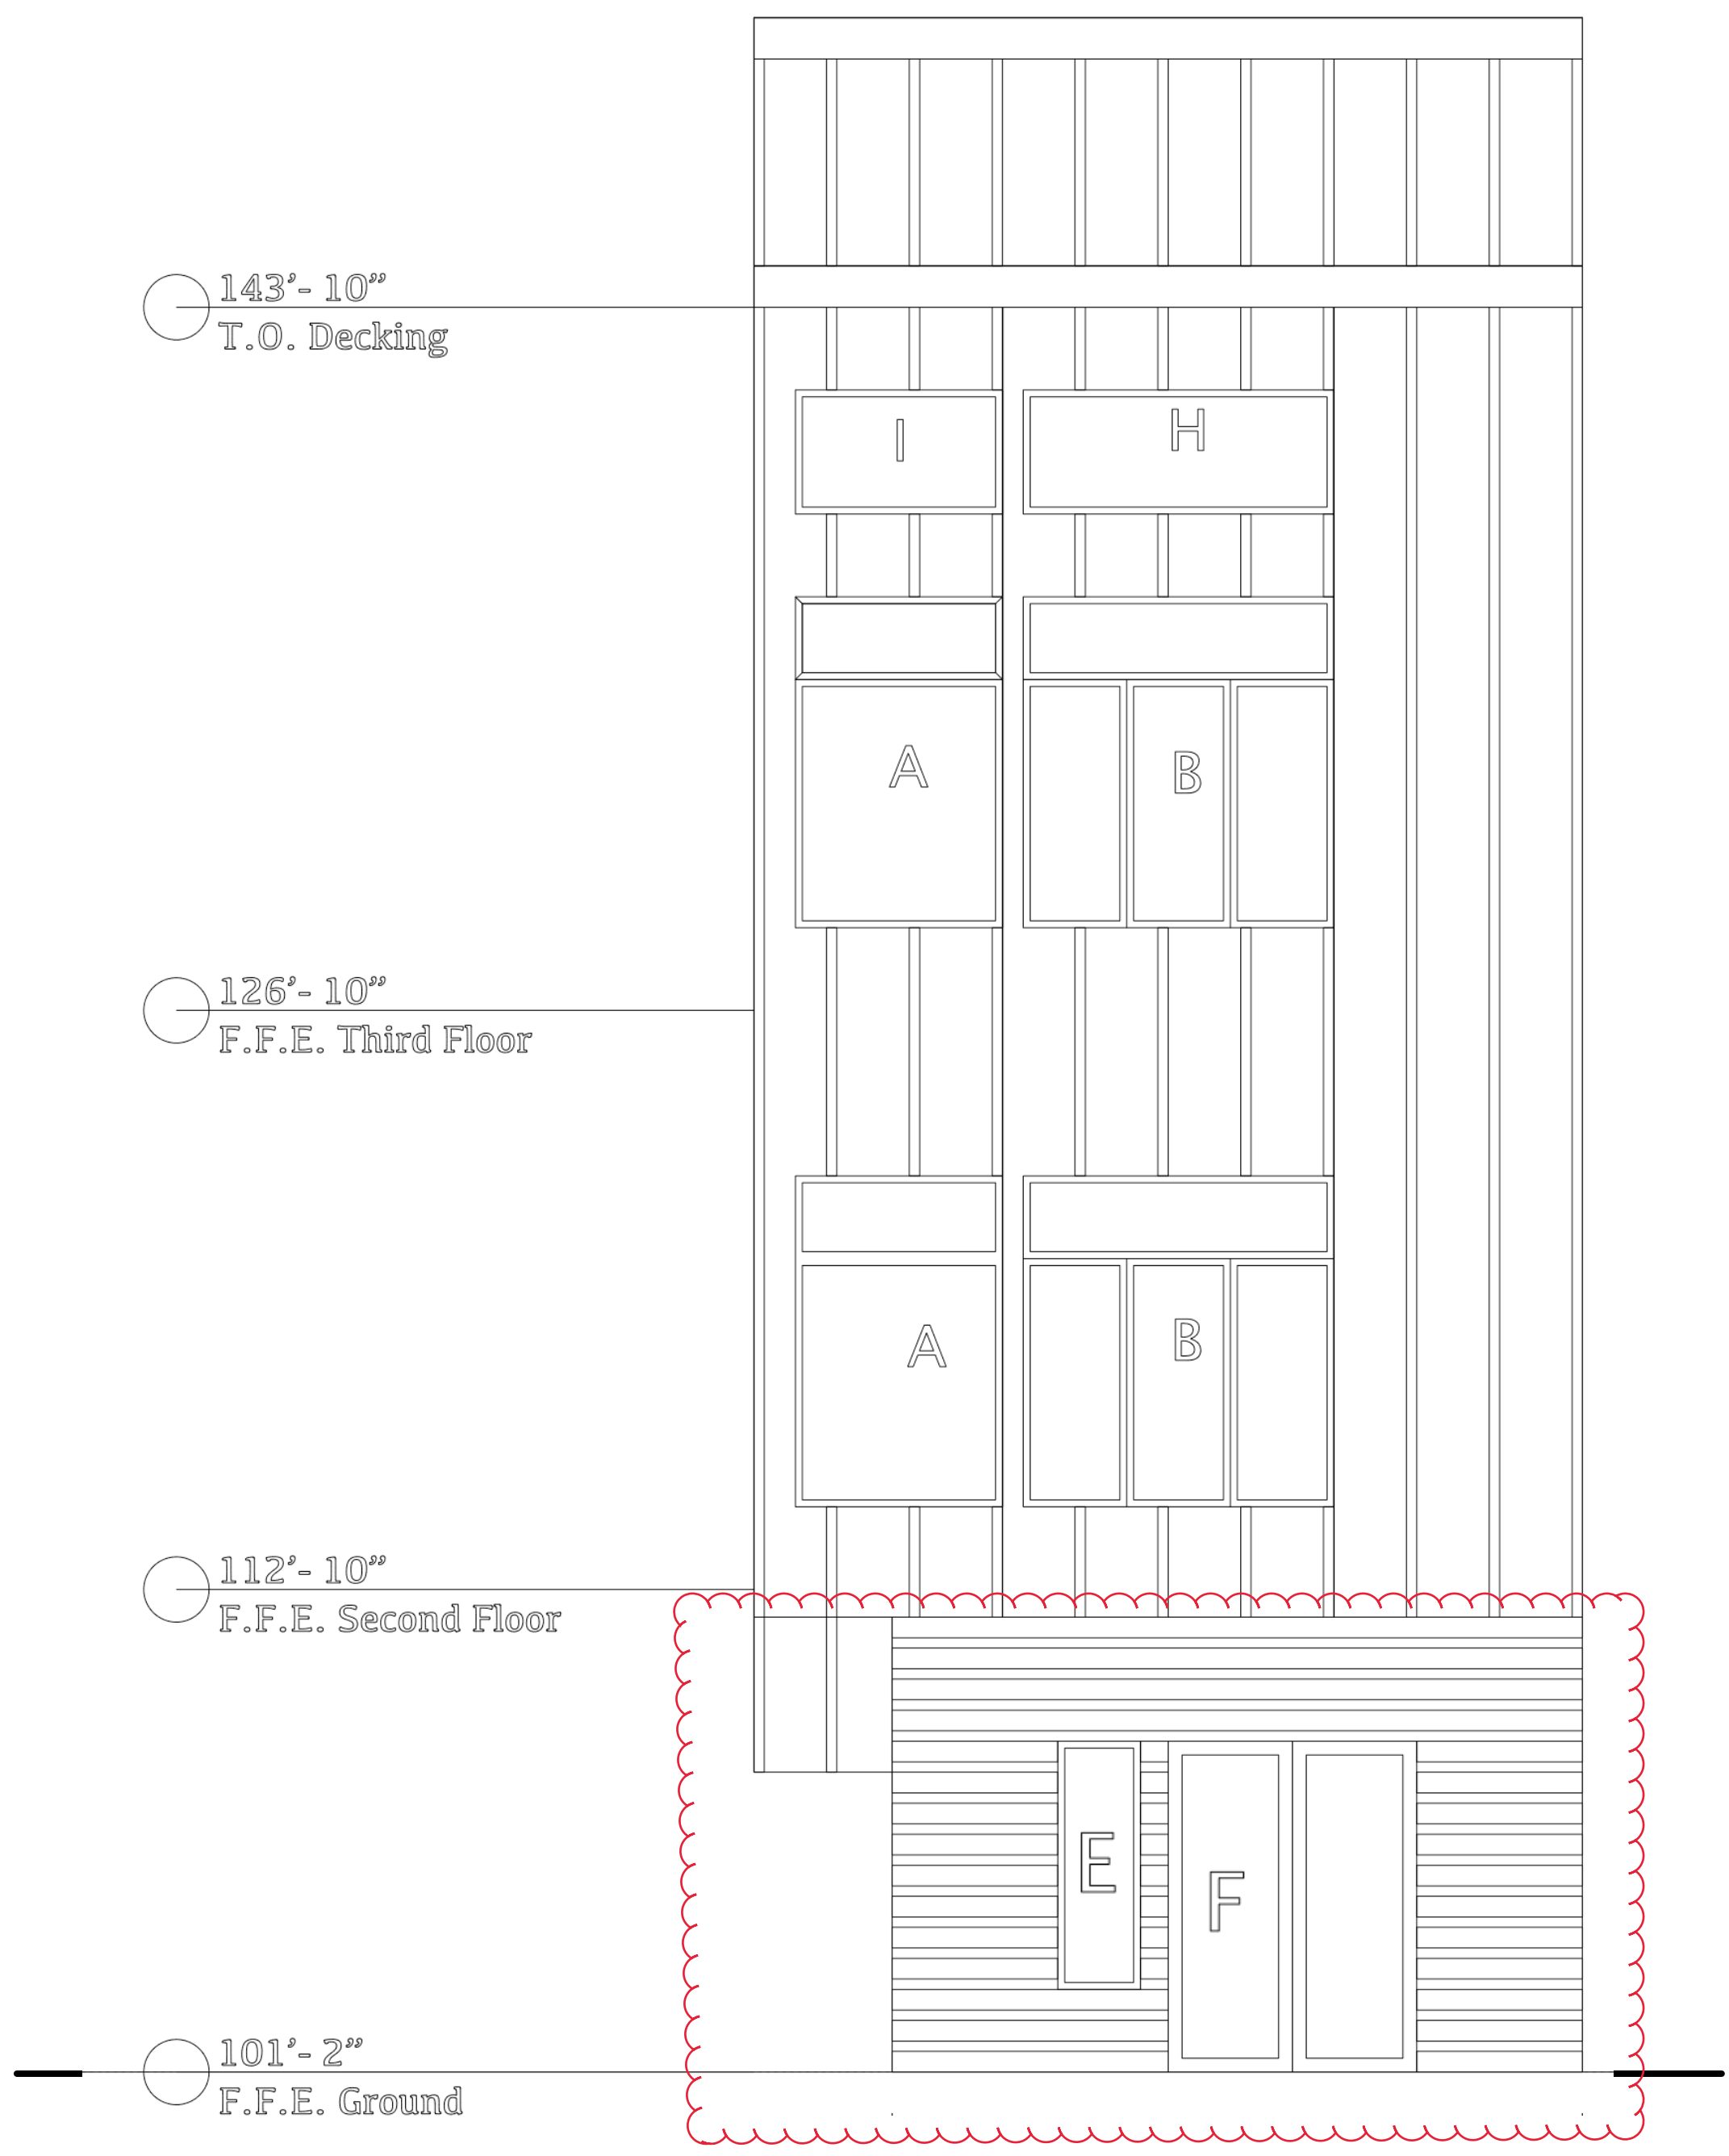 143’- 10”
T.O. Decking
I
H
A
B
126’- 10”
F.F.E. Third Floor
A
B
112’- 10”
F.F.E. Second Floor
E
F
101’- 2”
F.F.E. Ground